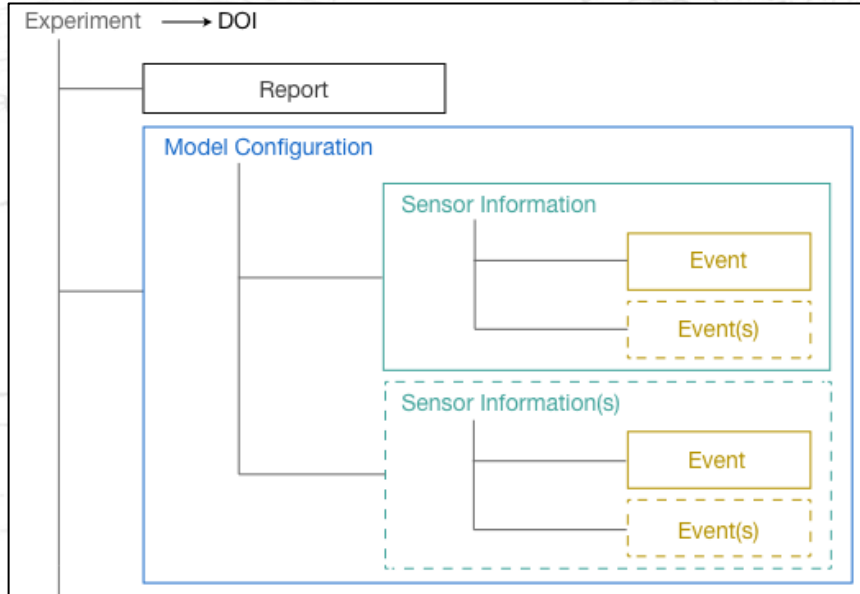 Experiment → DOI
Report
Model Configuration
Sensor Information
Event
Event(s)
Sensor Information(s)
Event
Event(s)